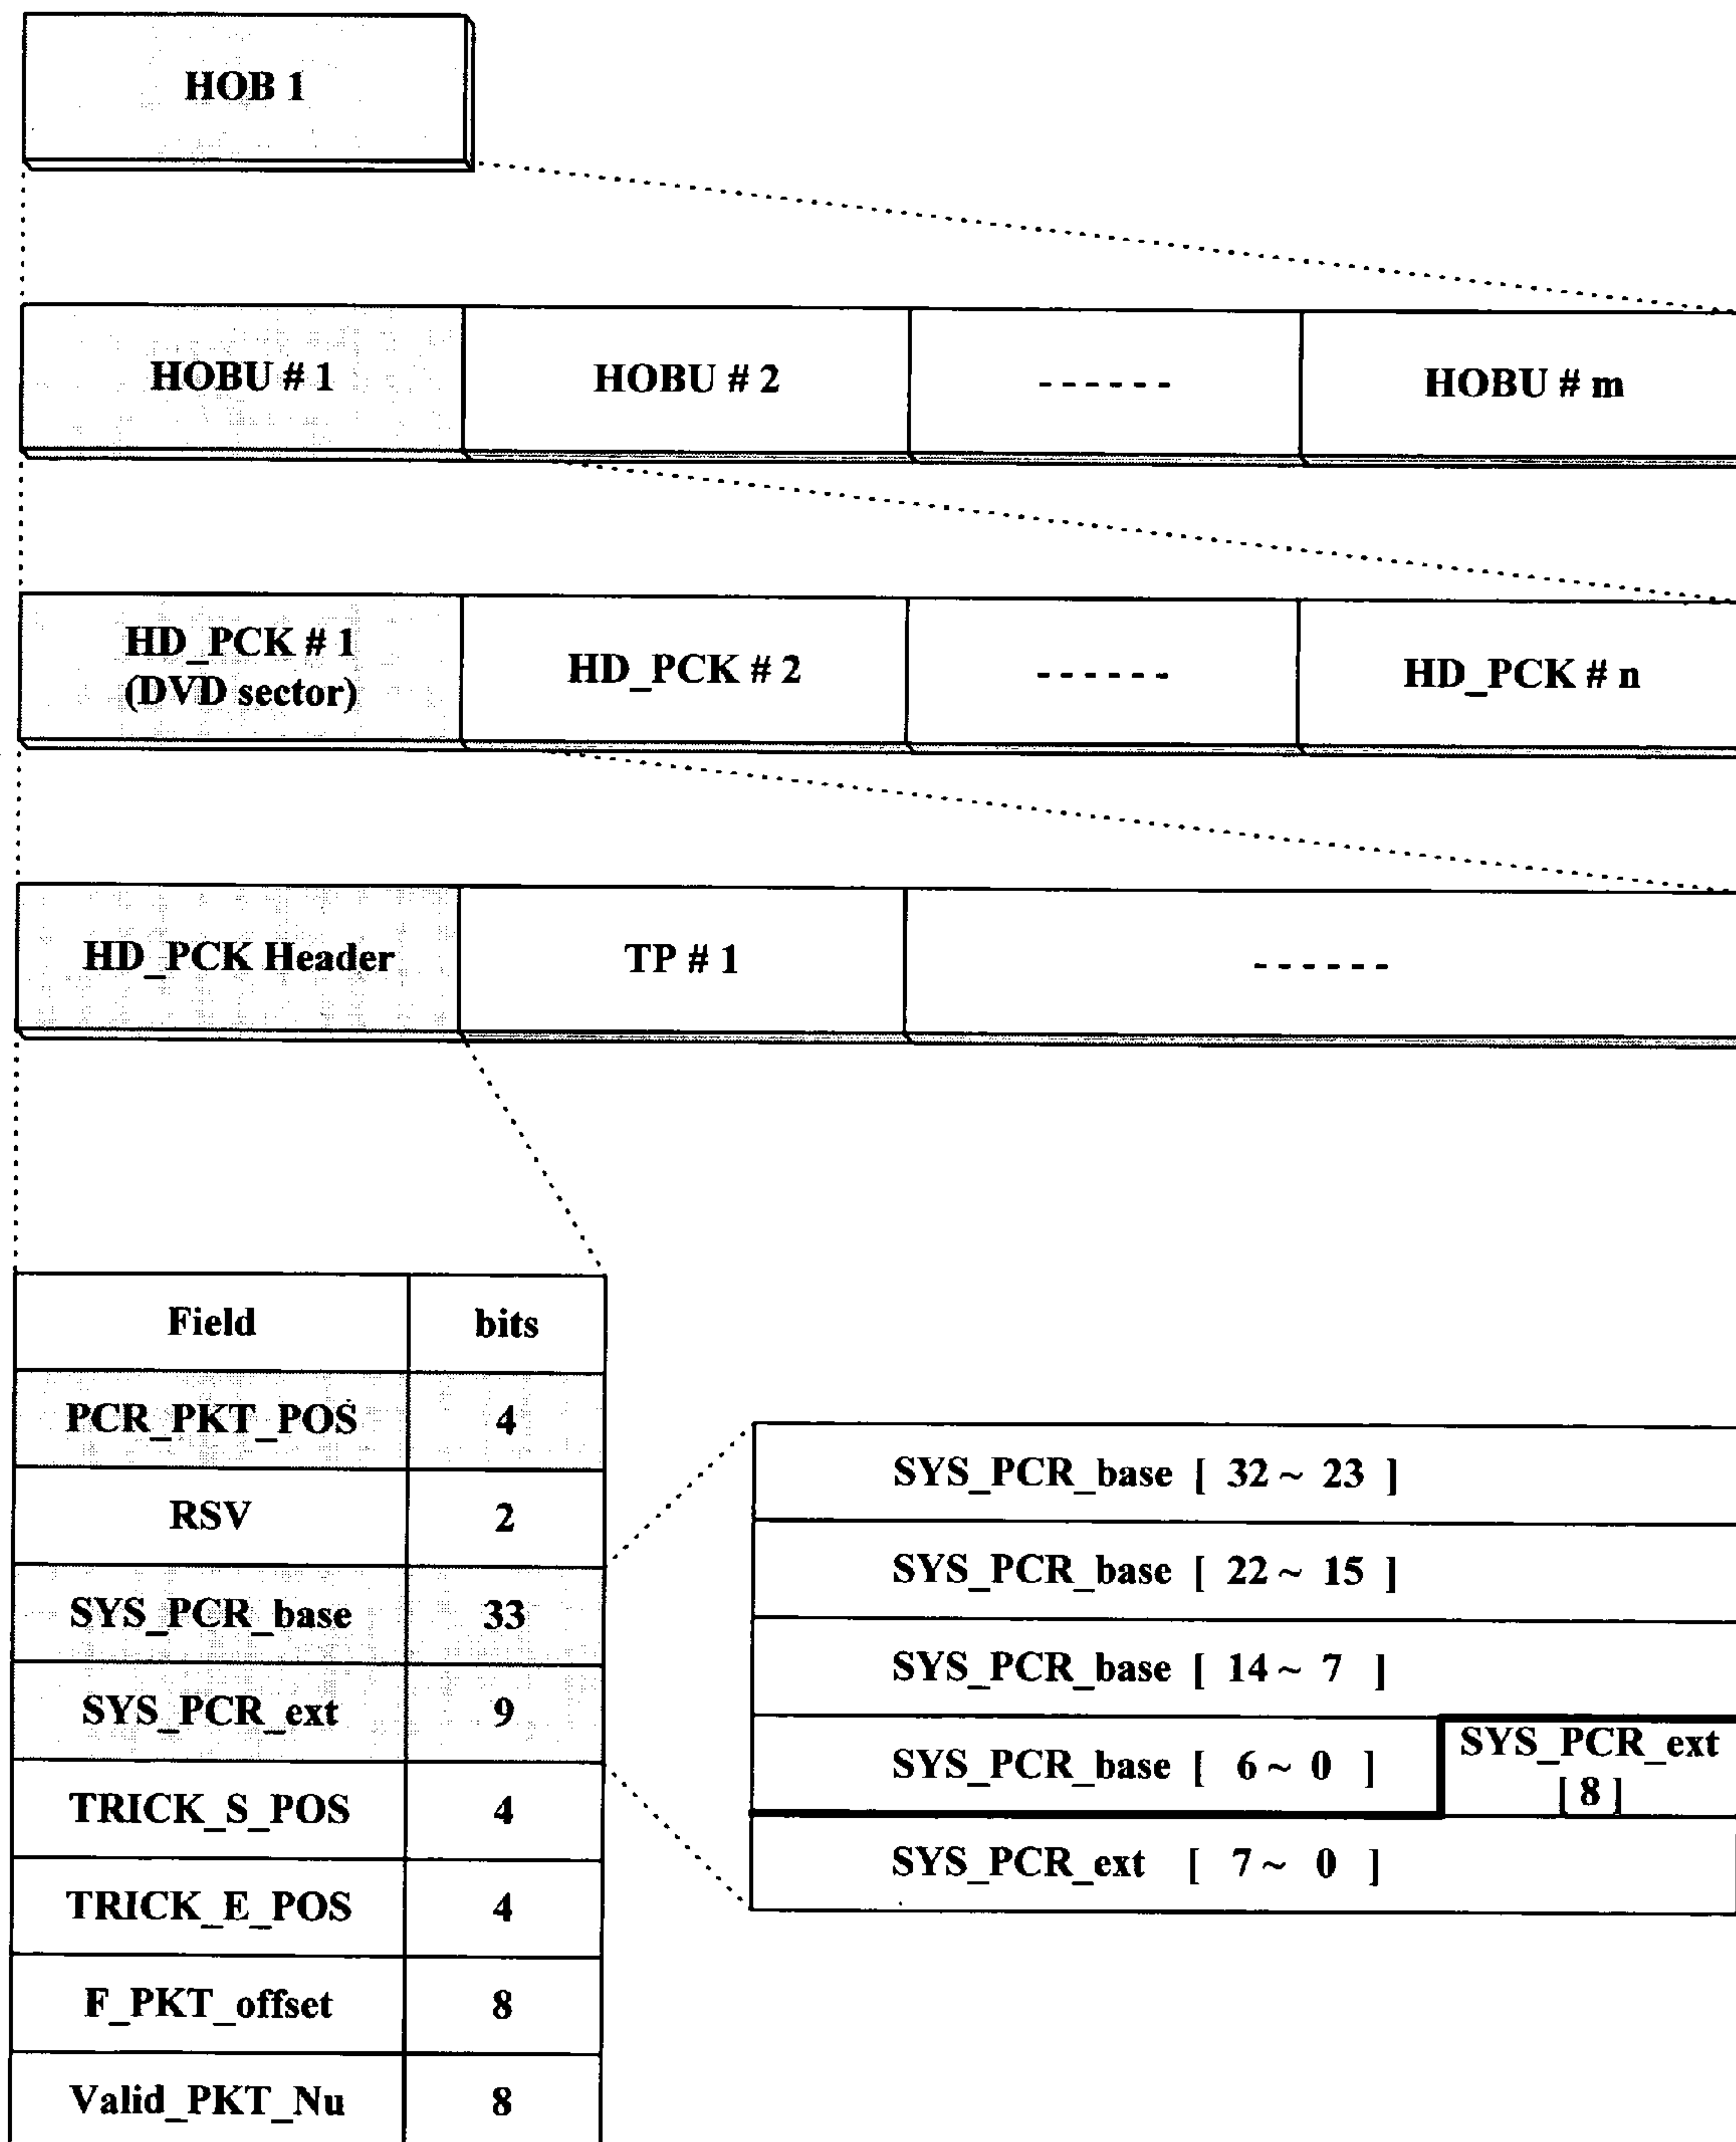 HOB 1
HOBU # 1 HOBU # 2 ------ HOBU # m
HD_PCK # 1
(DVD sector) HD_PCK # 2 ------ HD_PCK # n
HD_PCK Header TP # 1 ------
Field bits
PCR_PKT_POS 4
RSV 2
SYS_PCR_base 33
SYS_PCR_ext 9
TRICK_S_POS 4
TRICK_E_POS 4
F_PKT_offset 8
Valid_PKT_Nu 8
SYS_PCR_base [ 32 ~ 23 ]
SYS_PCR_base [ 22 ~ 15 ]
SYS_PCR_base [ 14 ~ 7 ]
SYS_PCR_base [ 6 ~ 0 ] SYS_PCR_ext
[ 8 ]
SYS_PCR_ext [ 7 ~ 0 ]